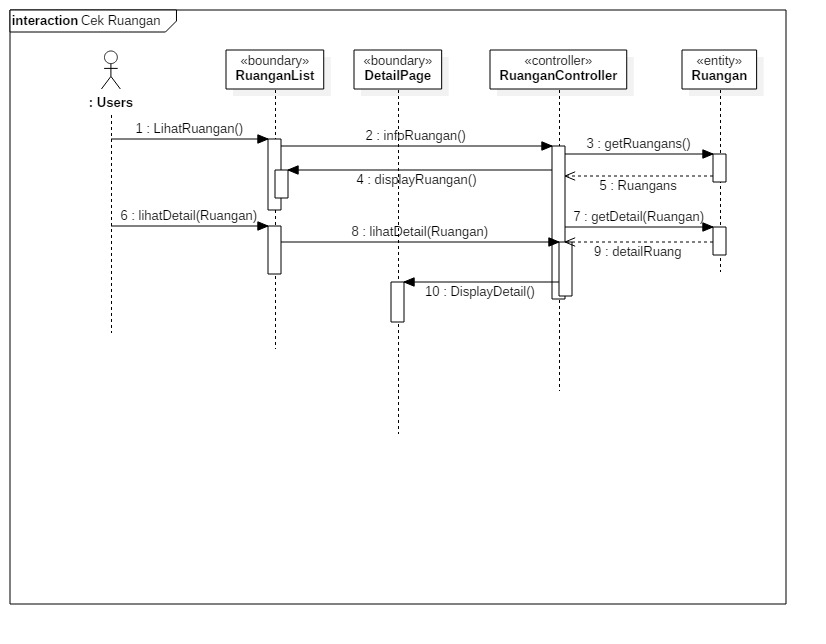 interaction Cek Ruangan
«boundary»
RuanganList
«boundary»
DetailPage
«controller»
RuanganController
«entity»
Ruangan
: Users
1 : LihatRuangan()
2 : infoRuangan()
3 : getRuangans()
4 : displayRuangan()
5 : Ruangans
6 : lihatDetail(Ruangan)
7 : getDetail(Ruangan)
8 : lihatDetail(Ruangan)
9 : detailRuang
10 : DisplayDetail()